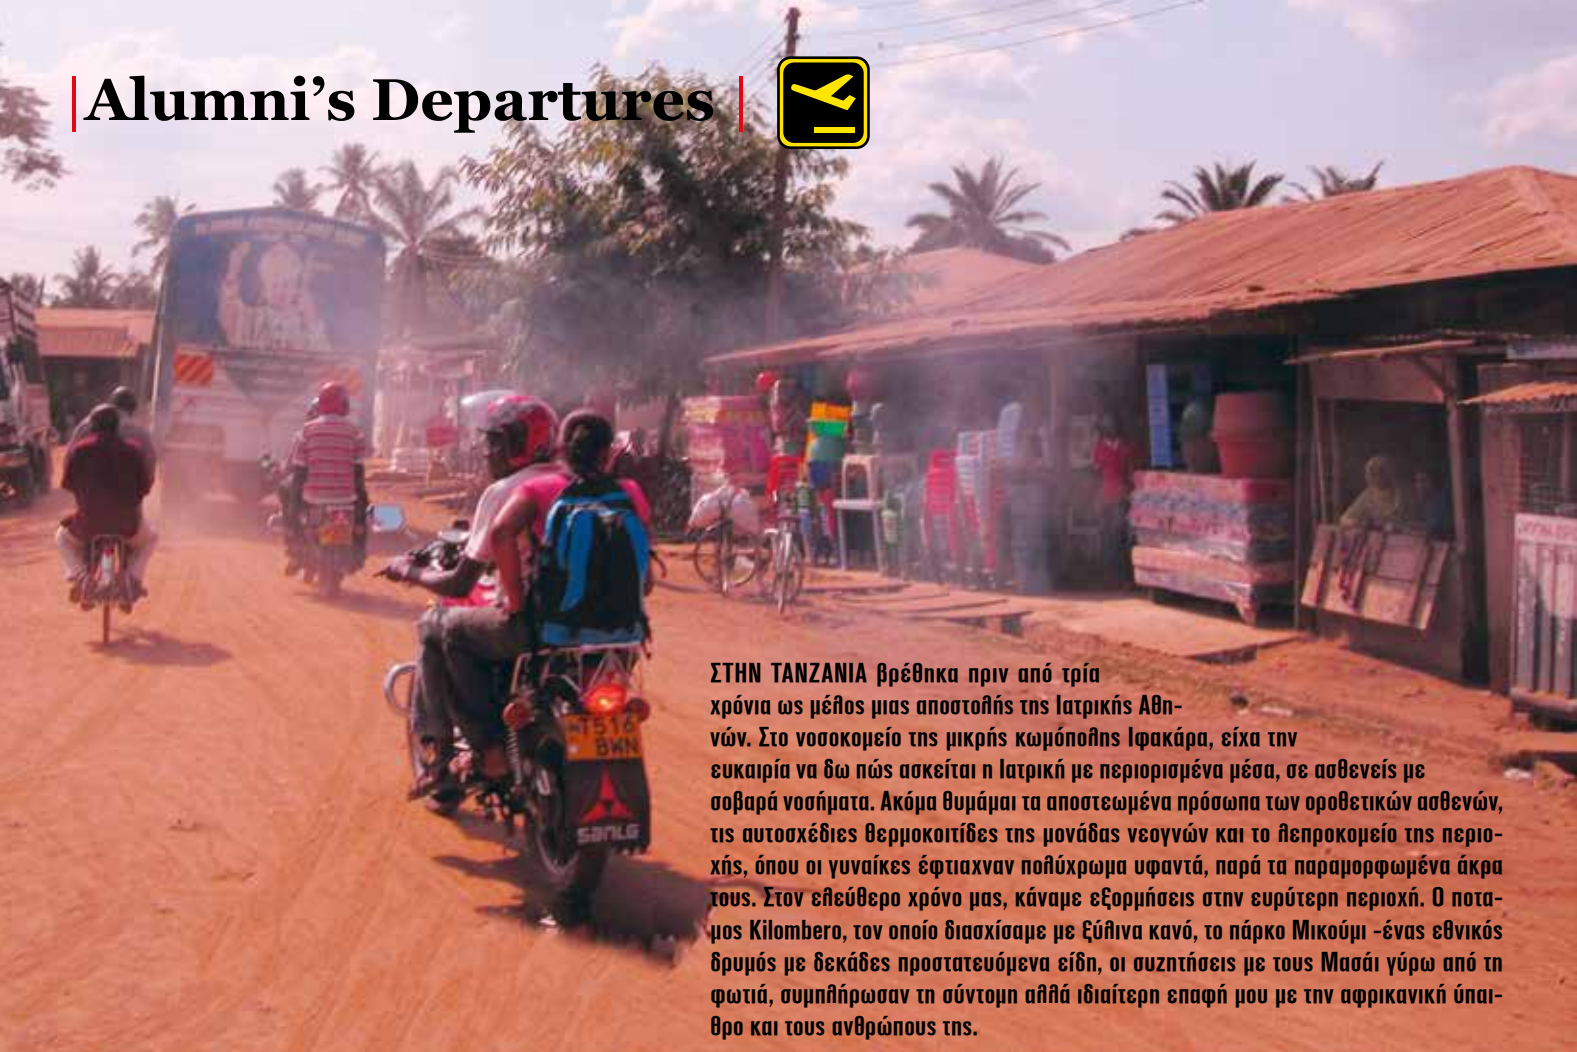 Alumni’s Departures
T516
BWN
SANLG
ΣΤΗΝ ΤΑΝΖΑΝΙΑ βρέθηκα πριν από τρία
χρόνια ως μέλος μιας αποστολής της Ιατρικής Αθη-
νών. Στο νοσοκομείο της μικρής κωμόπολης Ιφακάρα, είχα την
ευκαιρία να δω πώς ασκείται η Ιατρική με περιορισμένα μέσα, σε ασθενείς με
σοβαρά νοσήματα. Ακόμα θυμάμαι τα αποστεωμένα πρόσωπα των οροθετικών ασθενών,
τις αυτοσχέδιες θερμοκοιτίδες της μονάδας νεογνών και το λεπροκομείο της περιο-
χής, όπου οι γυναίκες έφτιαχναν πολύχρωμα υφαντά, παρά τα παραμορφωμένα άκρα
τους. Στον ελεύθερο χρόνο μας, κάναμε εξορμήσεις στην ευρύτερη περιοχή. Ο ποτα-
μος Kilombero, τον οποίο διασχίσαμε με ξύλινα κανό, το πάρκο Μικούμι -ένας εθνικός
δρυμός με δεκάδες προστατευόμενα είδη, οι συζητήσεις με τους Μασάι γύρω από τη
φωτιά, συμπλήρωσαν τη σύντομη αλλά ιδιαίτερη επαφή μου με την αφρικανική ύπαι-
θρο και τους ανθρώπους της.